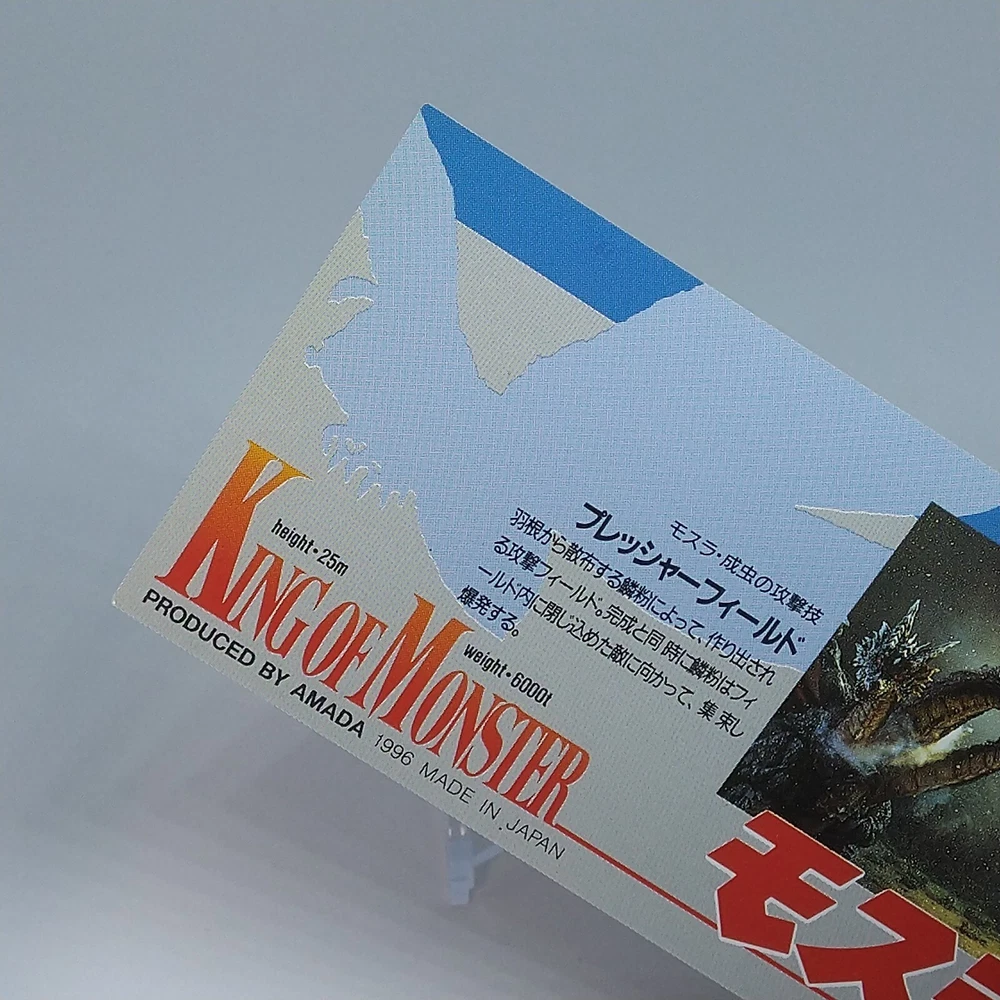 モスラ・成虫の攻撃技
プレッシャーフィールド
羽根から散布する鱗粉によって、作り出され
る攻撃フィールド。完成と同時に鱗粉はフィ
ールド内に閉じ込めた敵に向かって、集束し
爆発する。
height・25m
weight・6000t
KING OF MONSTER
PRODUCED BY AMADA 1996 MADE IN JAPAN
モス